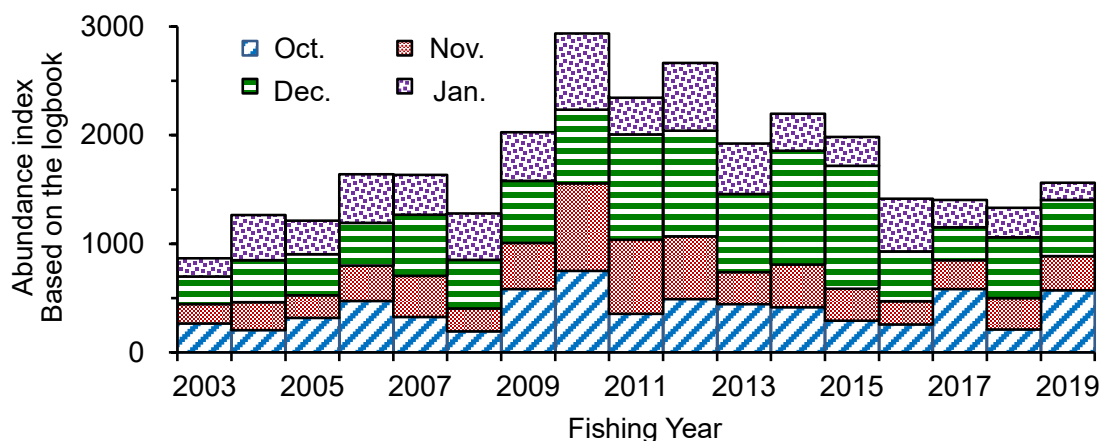 3000
2000
1000
0
Abundance index
Based on the logbook
Oct.
Nov.
Dec.
Jan.
2003 2005 2007 2009 2011 2013 2015 2017 2019
Fishing Year